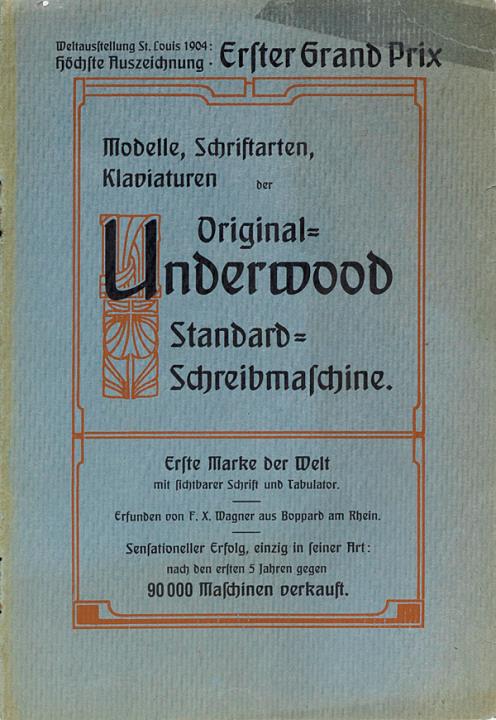 Weltausſtellung St. Louis 1904:
Höchſte Auszeichnung · Erſter Grand Prix
Modelle, Schriftarten,
Klaviaturen der
Original=
Underwood
Standard=
Schreibmaſchine.
Erſte Marke der Welt
mit ſichtbarer Schrift und Tabulator.
Erfunden von F. X. Wagner aus Boppard am Rhein.
Senſationeller Erfolg, einzig in ſeiner Art:
nach den erſten 5 Jahren gegen
90000 Maſchinen verkauft.